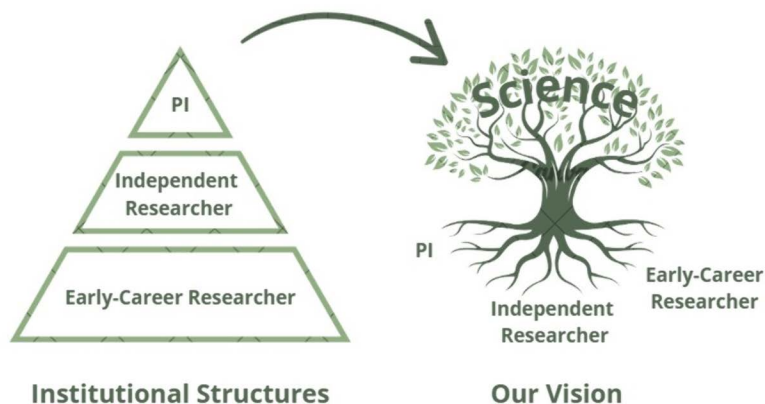 PI
Independent
Researcher
Early-Career Researcher
Institutional Structures
Science
PI
Independent
Researcher
Early-Career
Researcher
Our Vision